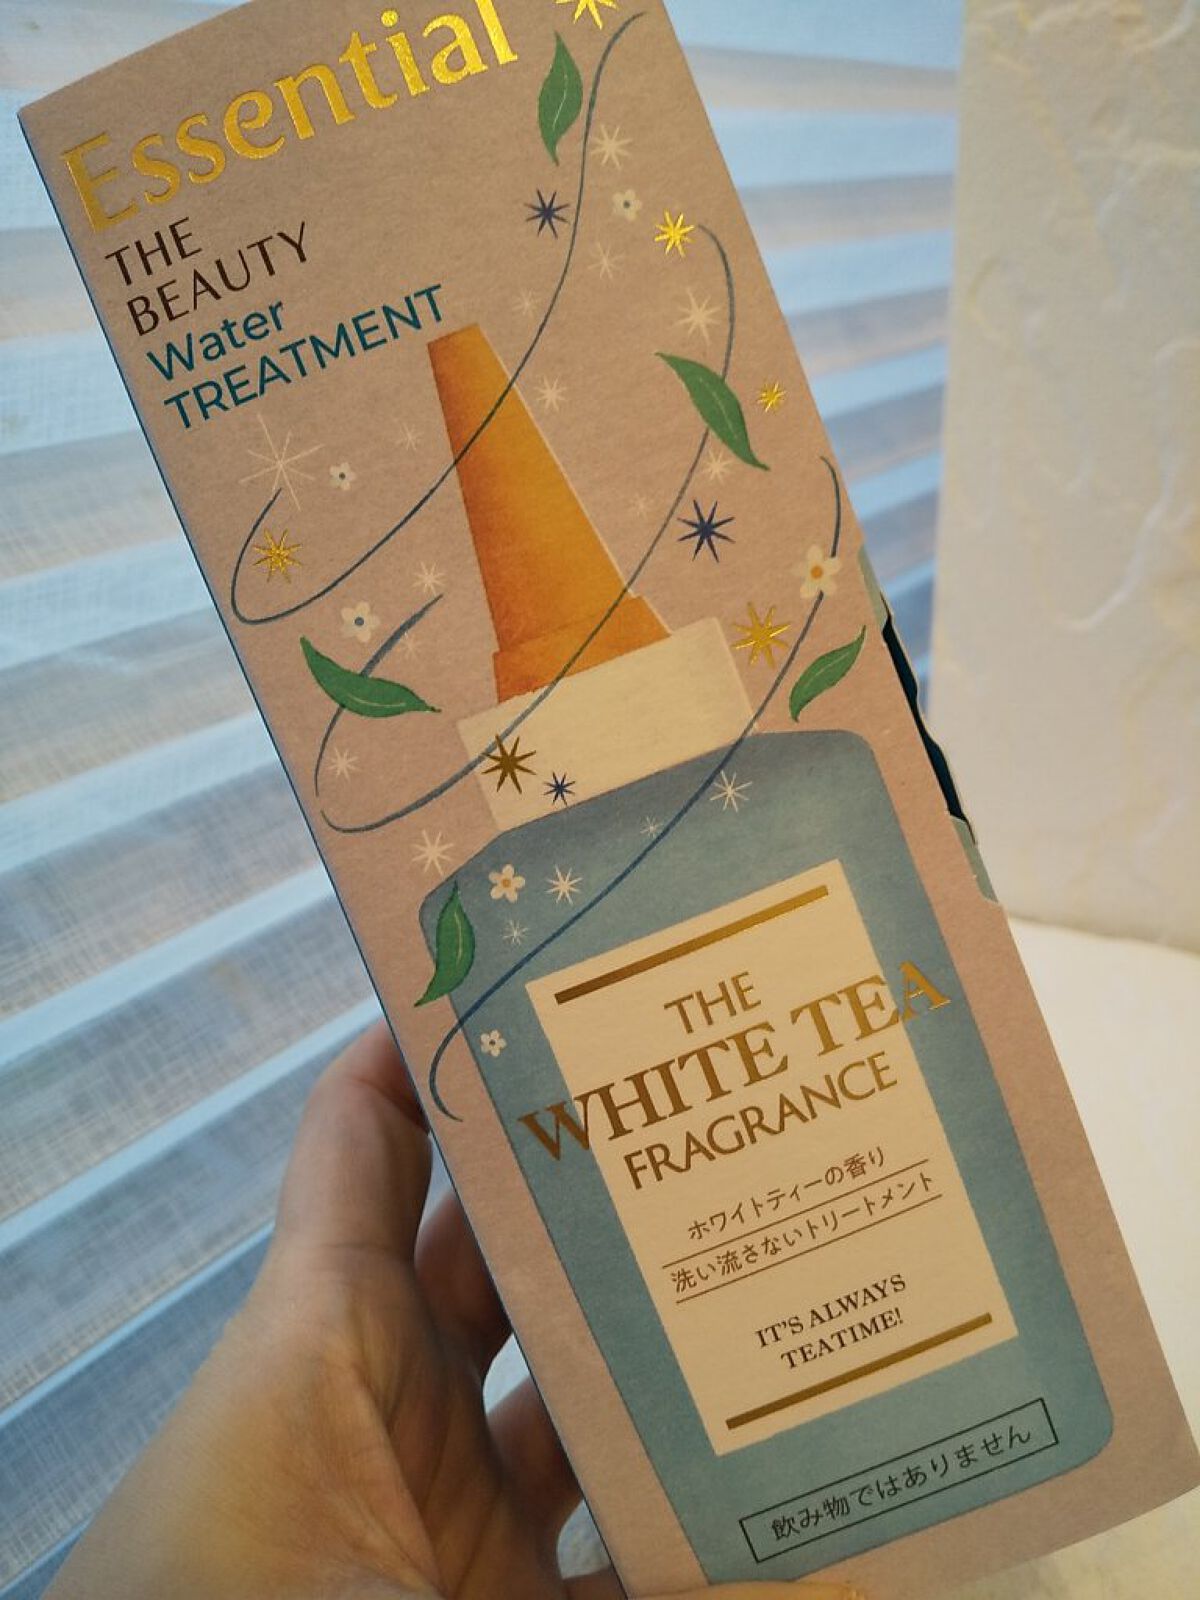 Essential
THE
BEAUTY
Water
TREATMENT
THE
WHITE TEA
FRAGRANCE
ホワイトティーの香り
洗い流さないトリートメント
IT'S ALWAYS
TEATIME!
飲み物ではありません